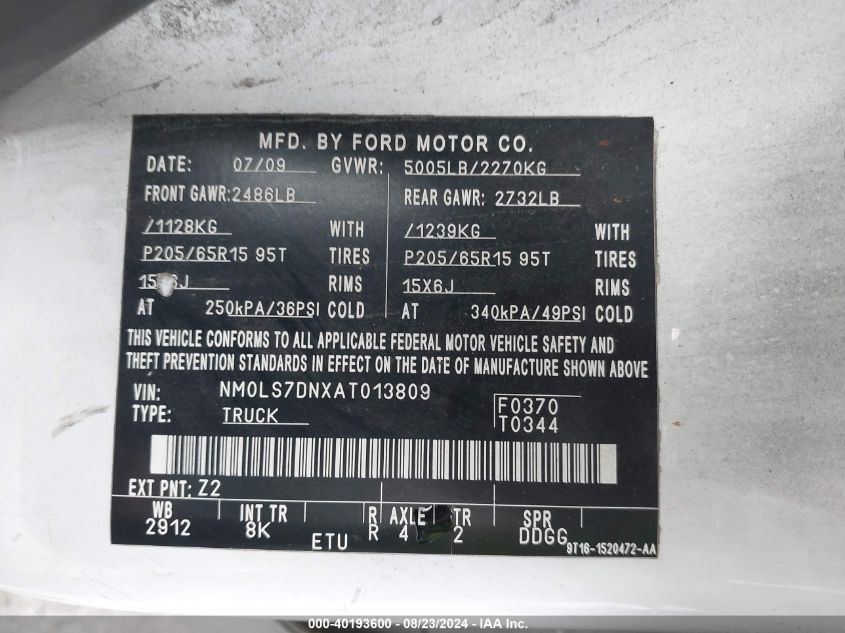 MFD. BY FORD MOTOR CO.
DATE: 07/09 GVWR: 5005LB/2270KG
FRONT GAWR: 2486LB REAR GAWR: 2732LB
/1128KG WITH /1239KG WITH
P205/65R15 95T TIRES P205/65R15 95T TIRES
15 6J RIMS 15X6J RIMS
AT 250kPA/36PSI COLD AT 340kPA/49PSI COLD
THIS VEHICLE CONFORMS TO ALL APPLICABLE FEDERAL MOTOR VEHICLE SAFETY AND
THEFT PREVENTION STANDARDS IN EFFECT ON THE DATE OF MANUFACTURE SHOWN ABOVE
VIN: NM0LS7DNXAT013809
TYPE: TRUCK
F0370
T0344
EXT PNT: Z2
WB INT TR R AXLE TR SPR
2912 8K R 4 2 DDGG
ETU
9T16-1520472-AA
000-40193600 - 08/23/2024 - IAA Inc.